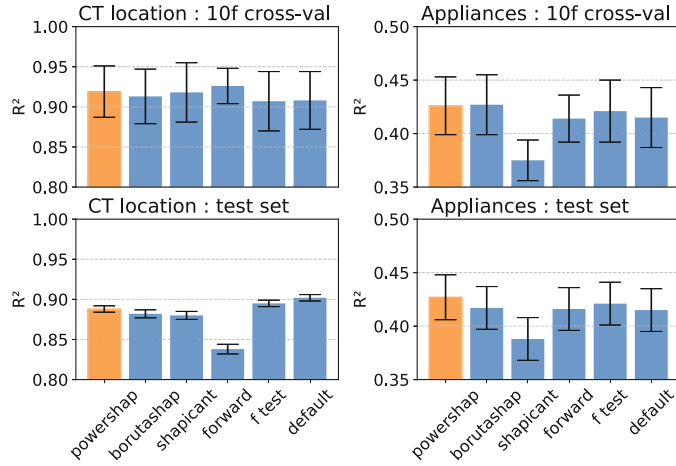 CT location : 10f cross-val
Appliances : 10f cross-val
1.00
0.95
0.90
0.85
0.80
R²
0.50
0.45
0.40
0.35
R²
CT location : test set
Appliances : test set
1.00
0.95
0.90
0.85
0.80
R²
0.50
0.45
0.40
0.35
R²
powershap
borutashap
shapicant
forward
f test
default
powershap
borutashap
shapicant
forward
f test
default